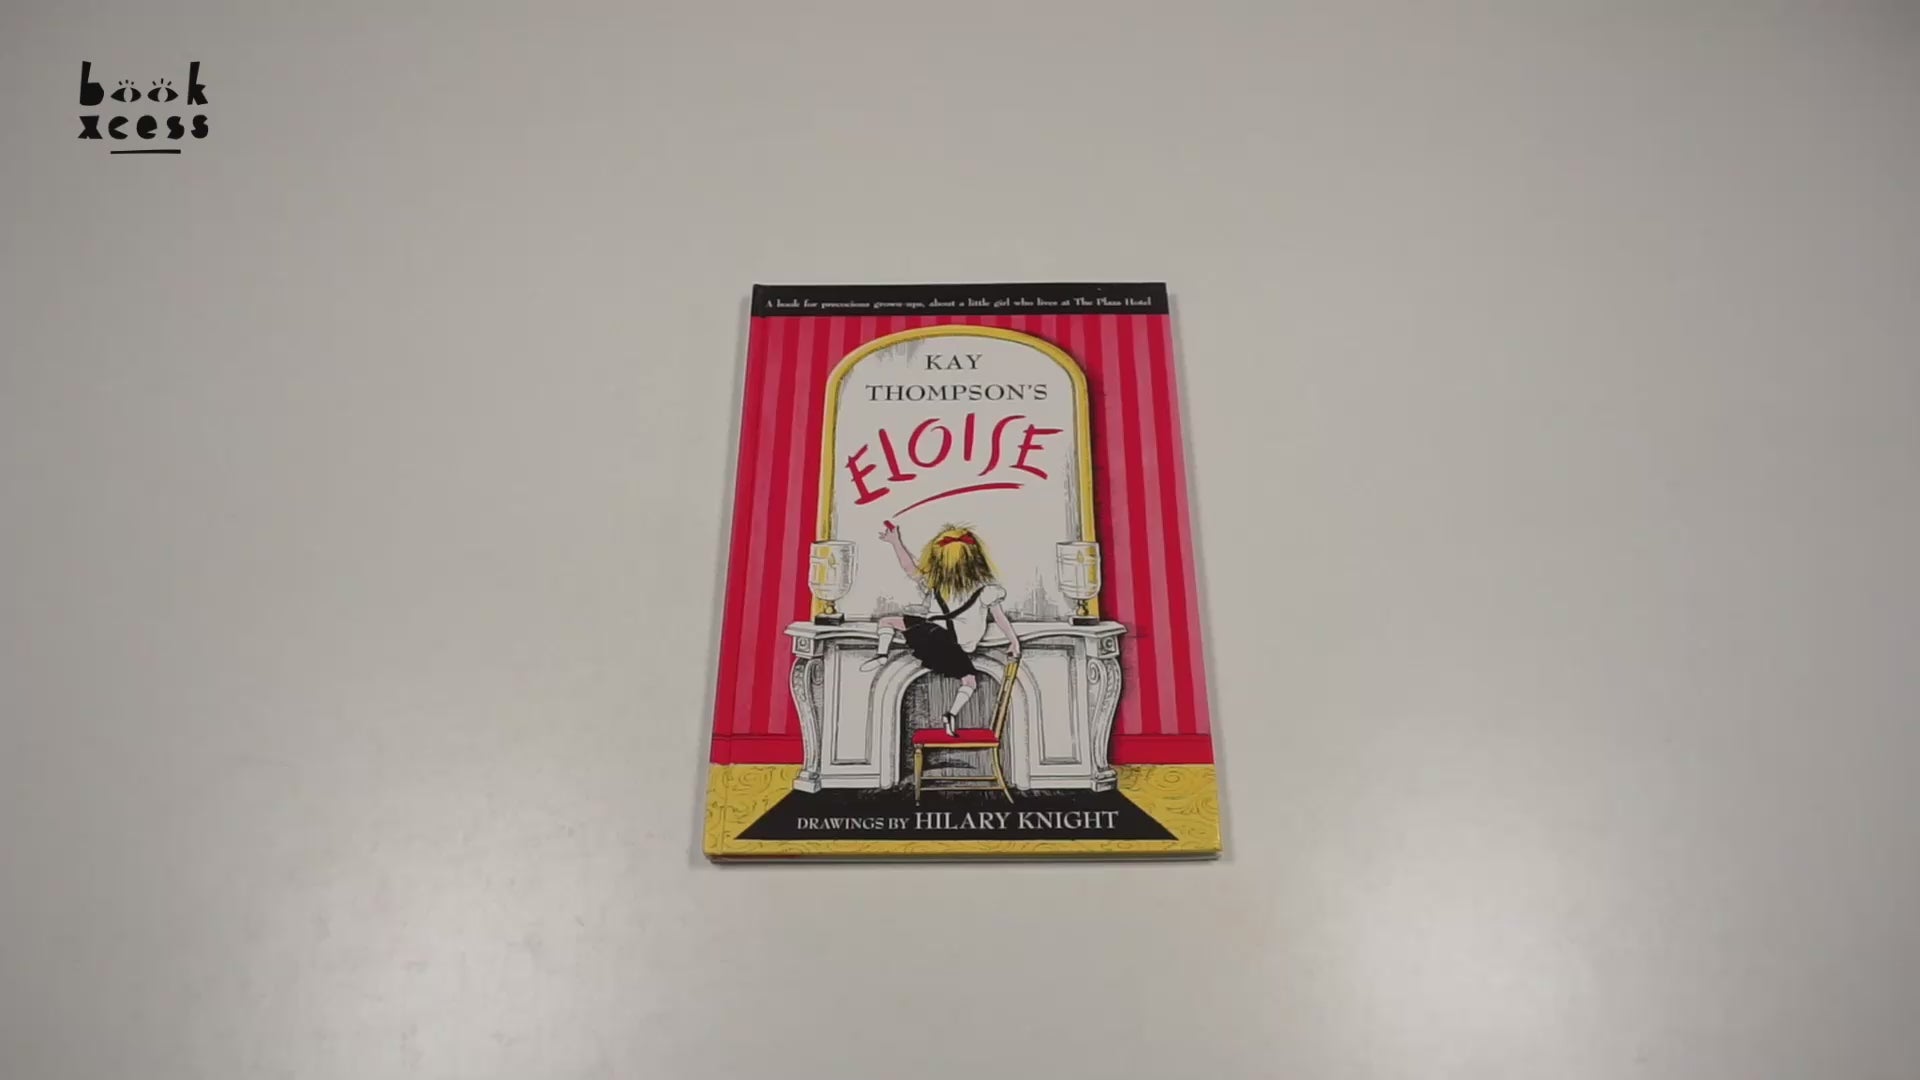 book
xcess
A book for precocious grown-ups, about a little girl who lives at The Plaza Hotel
KAY
THOMPSON'S
ELOISE
DRAWINGS BY HILARY KNIGHT